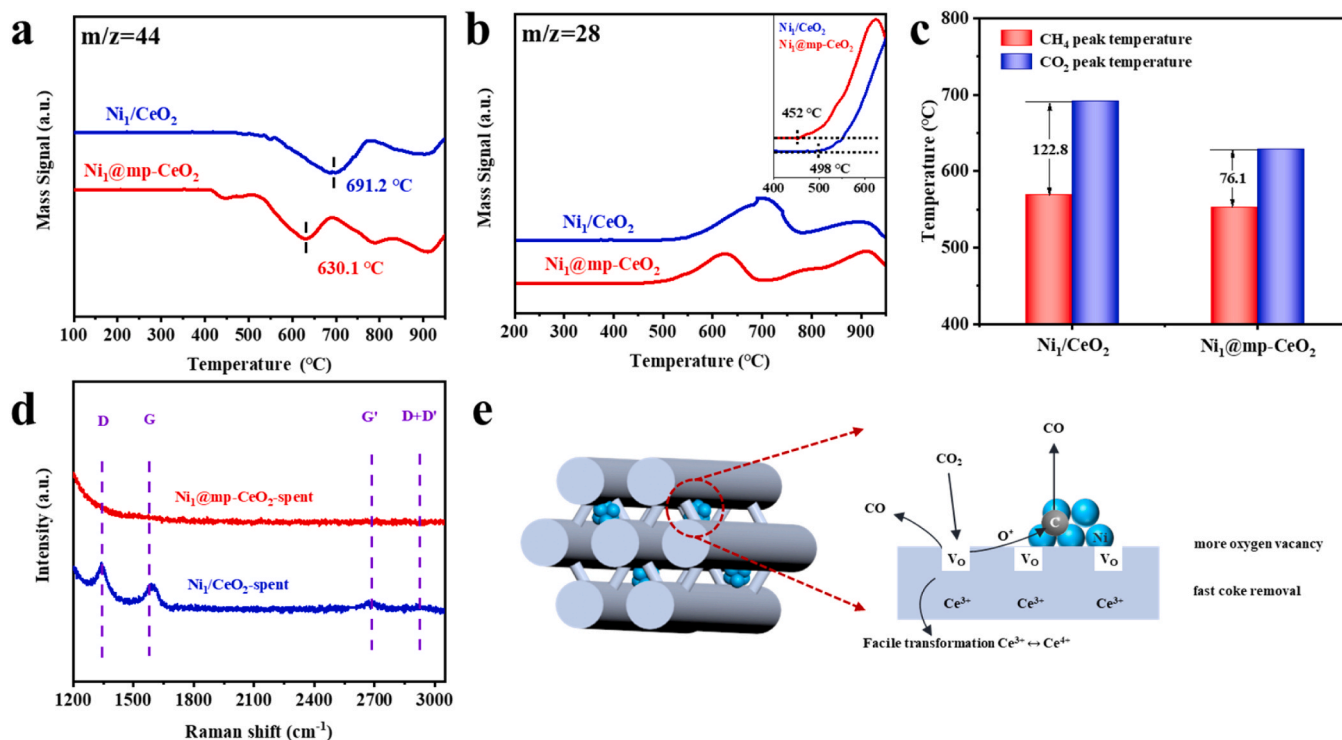 a
m/z=44
Ni₁/CeO₂
Ni₁@mp-CeO₂
691.2 °C
630.1 °C
Mass Signal (a.u.)
100 200 300 400 500 600 700 800 900
Temperature (°C)
b
m/z=28
Ni₁/CeO₂
Ni₁@mp-CeO₂
452 °C
498 °C
400 500 600
Ni₁/CeO₂
Ni₁@mp-CeO₂
Mass Signal (a.u.)
200 300 400 500 600 700 800 900
Temperature (°C)
c
CH₄ peak temperature
CO₂ peak temperature
800
700
600
500
400
Temperature (°C)
122.8
76.1
Ni₁/CeO₂ Ni₁@mp-CeO₂
d
D G G' D+D'
Ni₁@mp-CeO₂-spent
Ni₁/CeO₂-spent
Intensity (a.u.)
1200 1500 1800 2100 2400 2700 3000
Raman shift (cm⁻¹)
e
CO
CO₂
CO
C
O*
Ni
V_O V_O V_O
Ce³⁺ Ce³⁺ Ce³⁺
more oxygen vacancy
fast coke removal
Facile transformation Ce³⁺ ↔ Ce⁴⁺